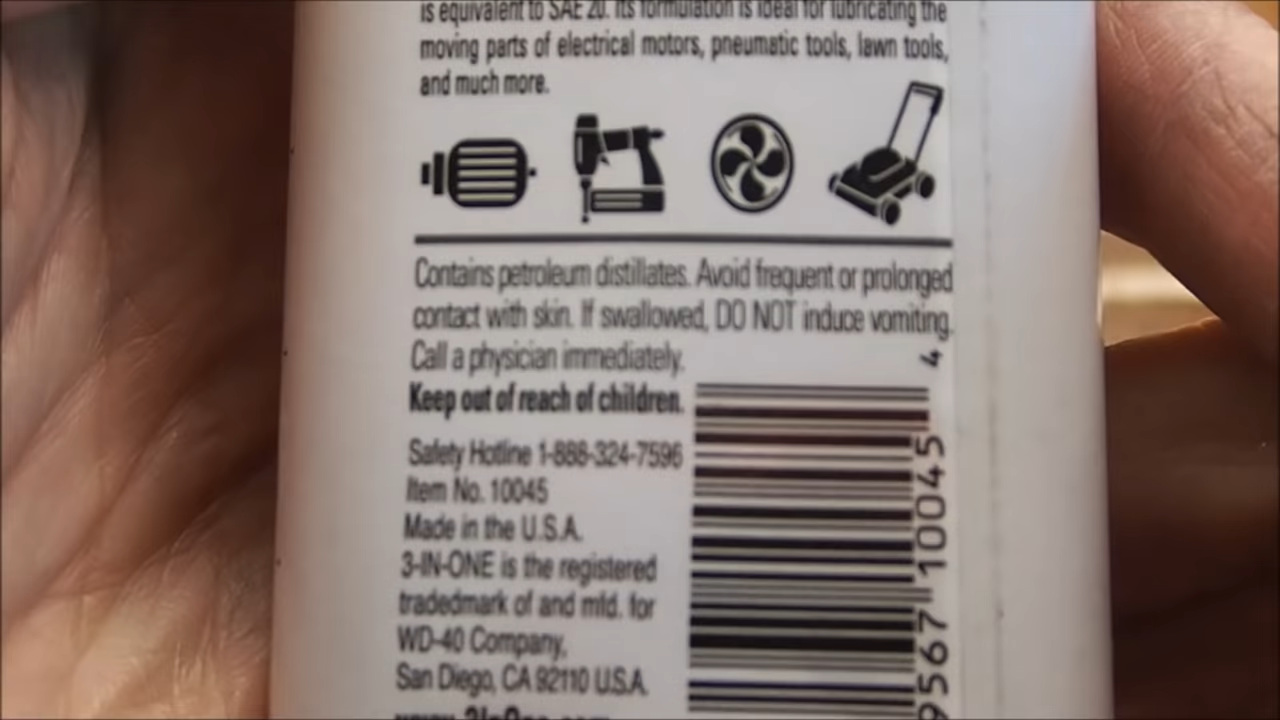 is equivalent to SAE 20. Its formulation is ideal for lubricating the
moving parts of electrical motors, pneumatic tools, lawn tools,
and much more.
Contains petroleum distillates. Avoid frequent or prolonged
contact with skin. If swallowed, DO NOT induce vomiting.
Call a physician immediately.
Keep out of reach of children.
Safety Hotline 1-888-324-7596
Item No. 10045
Made in the U.S.A.
3-IN-ONE is the registered
tradedmark of and mfd. for
WD-40 Company,
San Diego, CA 92110 U.S.A.
9567 10045 4